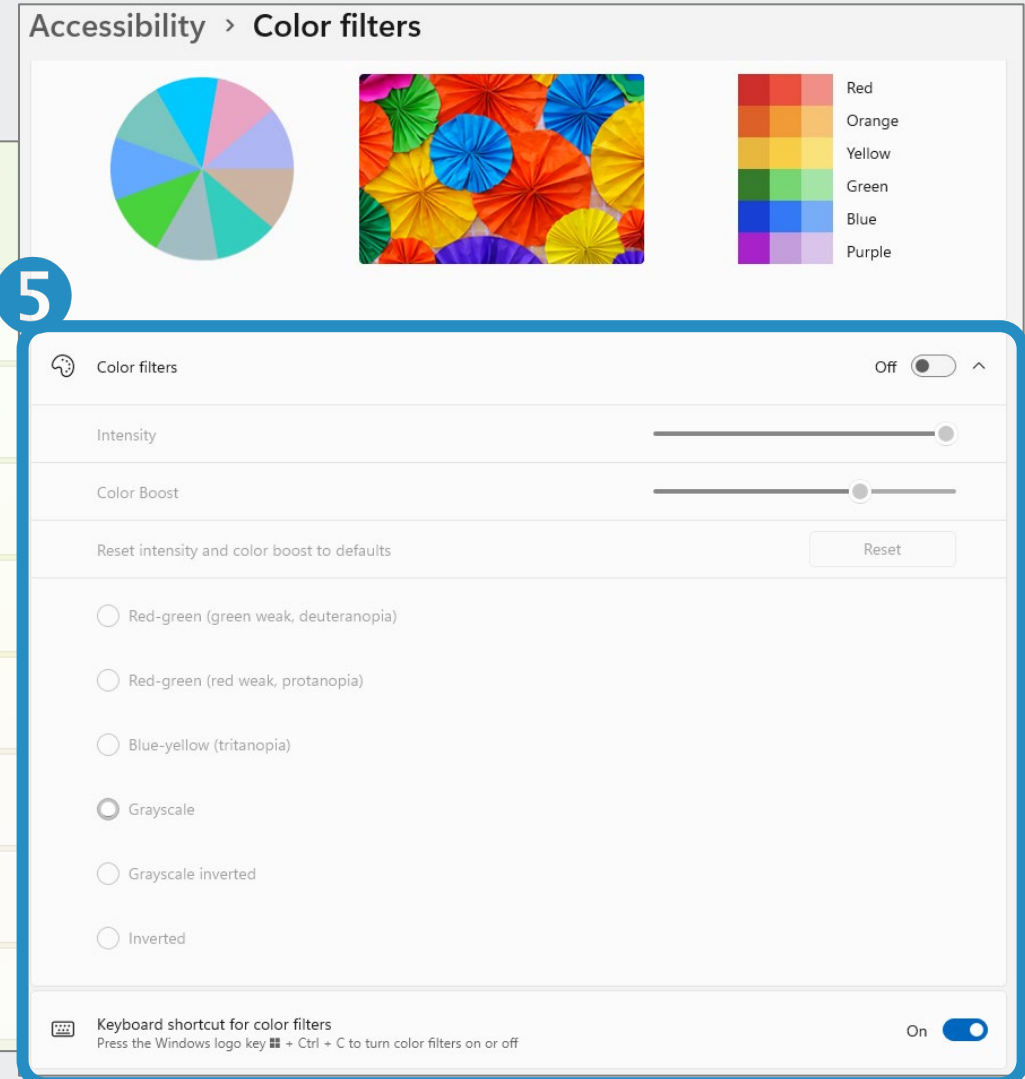 Accessibility > Color filters
Red
Orange
Yellow
Green
Blue
Purple
5
Color filters
Off
Intensity
Color Boost
Reset intensity and color boost to defaults
Reset
Red-green (green weak, deuteranopia)
Red-green (red weak, protanopia)
Blue-yellow (tritanopia)
Grayscale
Grayscale inverted
Inverted
Keyboard shortcut for color filters
On
Press the Windows logo key + Ctrl + C to turn color filters on or off